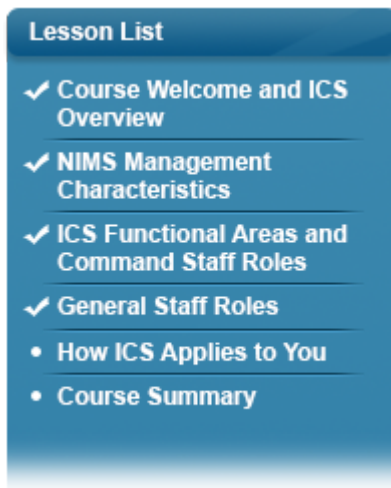 Lesson List
Course Welcome and ICS
Overview
NIMS Management
Characteristics
ICS Functional Areas and
Command Staff Roles
General Staff Roles
How ICS Applies to You
Course Summary